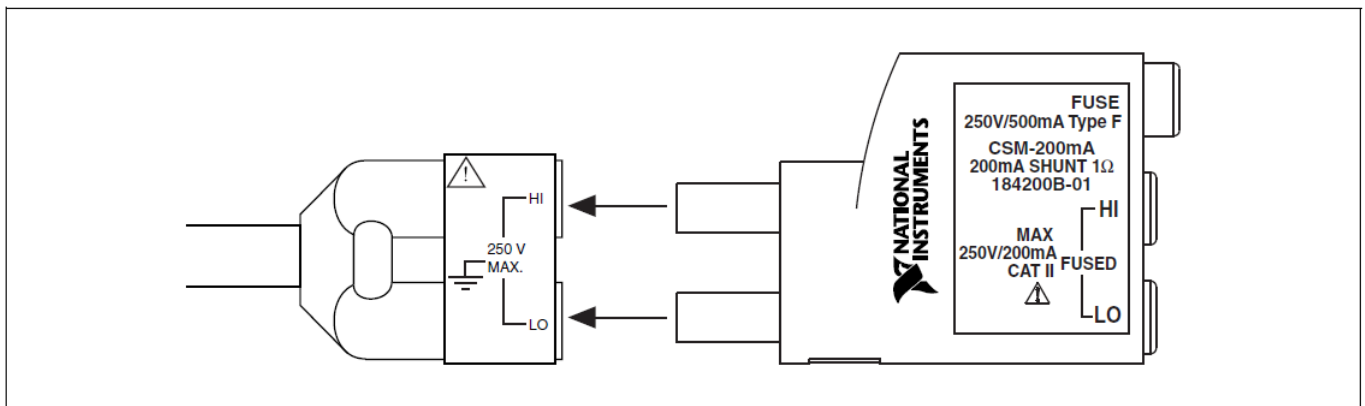 HI
250 V
MAX.
LO
NATIONAL
INSTRUMENTS
FUSE
250V/500mA Type F
CSM-200mA
200mA SHUNT 1Ω
184200B-01
HI
MAX
250V/200mA
CAT II
FUSED
LO